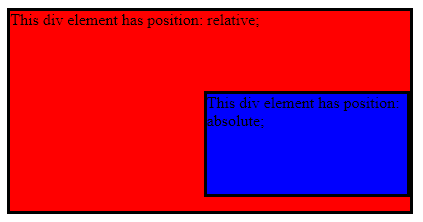 This div element has position: relative;
This div element has position:
absolute;